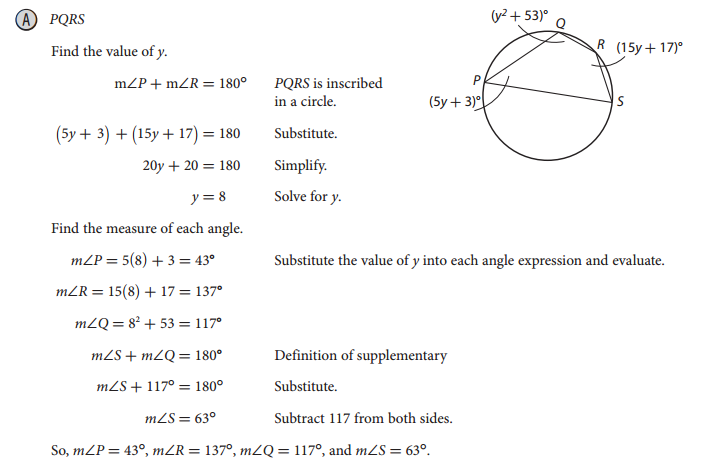 A PQRS
Find the value of y.
m∠P + m∠R = 180° PQRS is inscribed
in a circle.
(5y + 3) + (15y + 17) = 180 Substitute.
20y + 20 = 180 Simplify.
y = 8 Solve for y.
(y² + 53)° Q
R (15y + 17)°
P
(5y + 3)° S
Find the measure of each angle.
m∠P = 5(8) + 3 = 43° Substitute the value of y into each angle expression and evaluate.
m∠R = 15(8) + 17 = 137°
m∠Q = 8² + 53 = 117°
m∠S + m∠Q = 180° Definition of supplementary
m∠S + 117° = 180° Substitute.
m∠S = 63° Subtract 117 from both sides.
So, m∠P = 43°, m∠R = 137°, m∠Q = 117°, and m∠S = 63°.